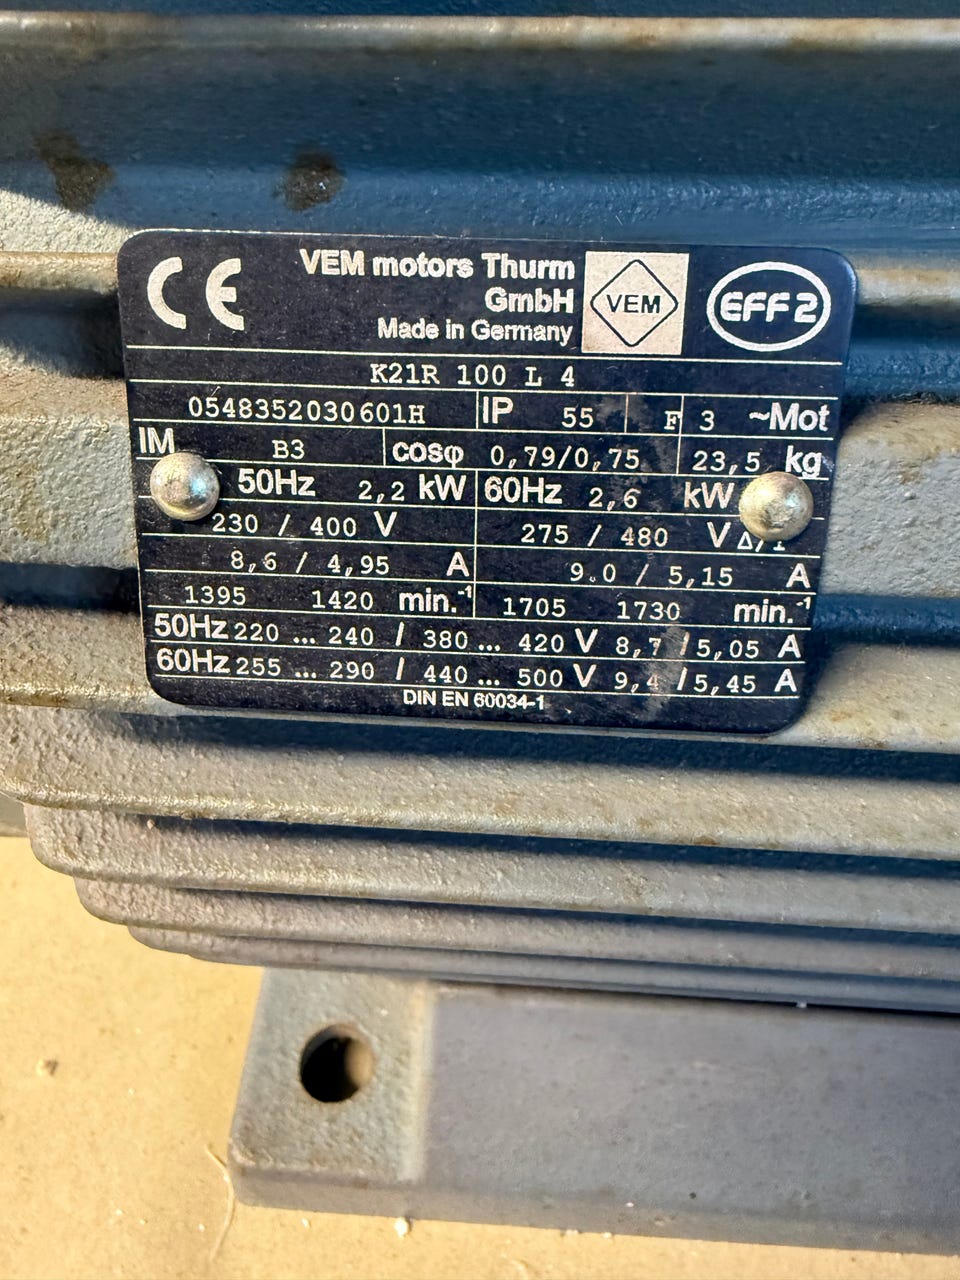 CE
VEM motors Thurm
GmbH
Made in Germany
VEM
EFF2
K21R 100 L 4
0548352030601H IP 55 F 3 ~Mot
IM B3 cosφ 0,79/0,75 23,5 kg
50Hz 2,2 kW 60Hz 2,6 kW
230 / 400 V 275 / 480 V Δ/Y
8,6 / 4,95 A 9.0 / 5,15 A
1395 1420 min.-1 1705 1730 min.-1
50Hz 220 ... 240 / 380 ... 420 V 8,7 / 5,05 A
60Hz 255 ... 290 / 440 ... 500 V 9,4 / 5,45 A
DIN EN 60034-1